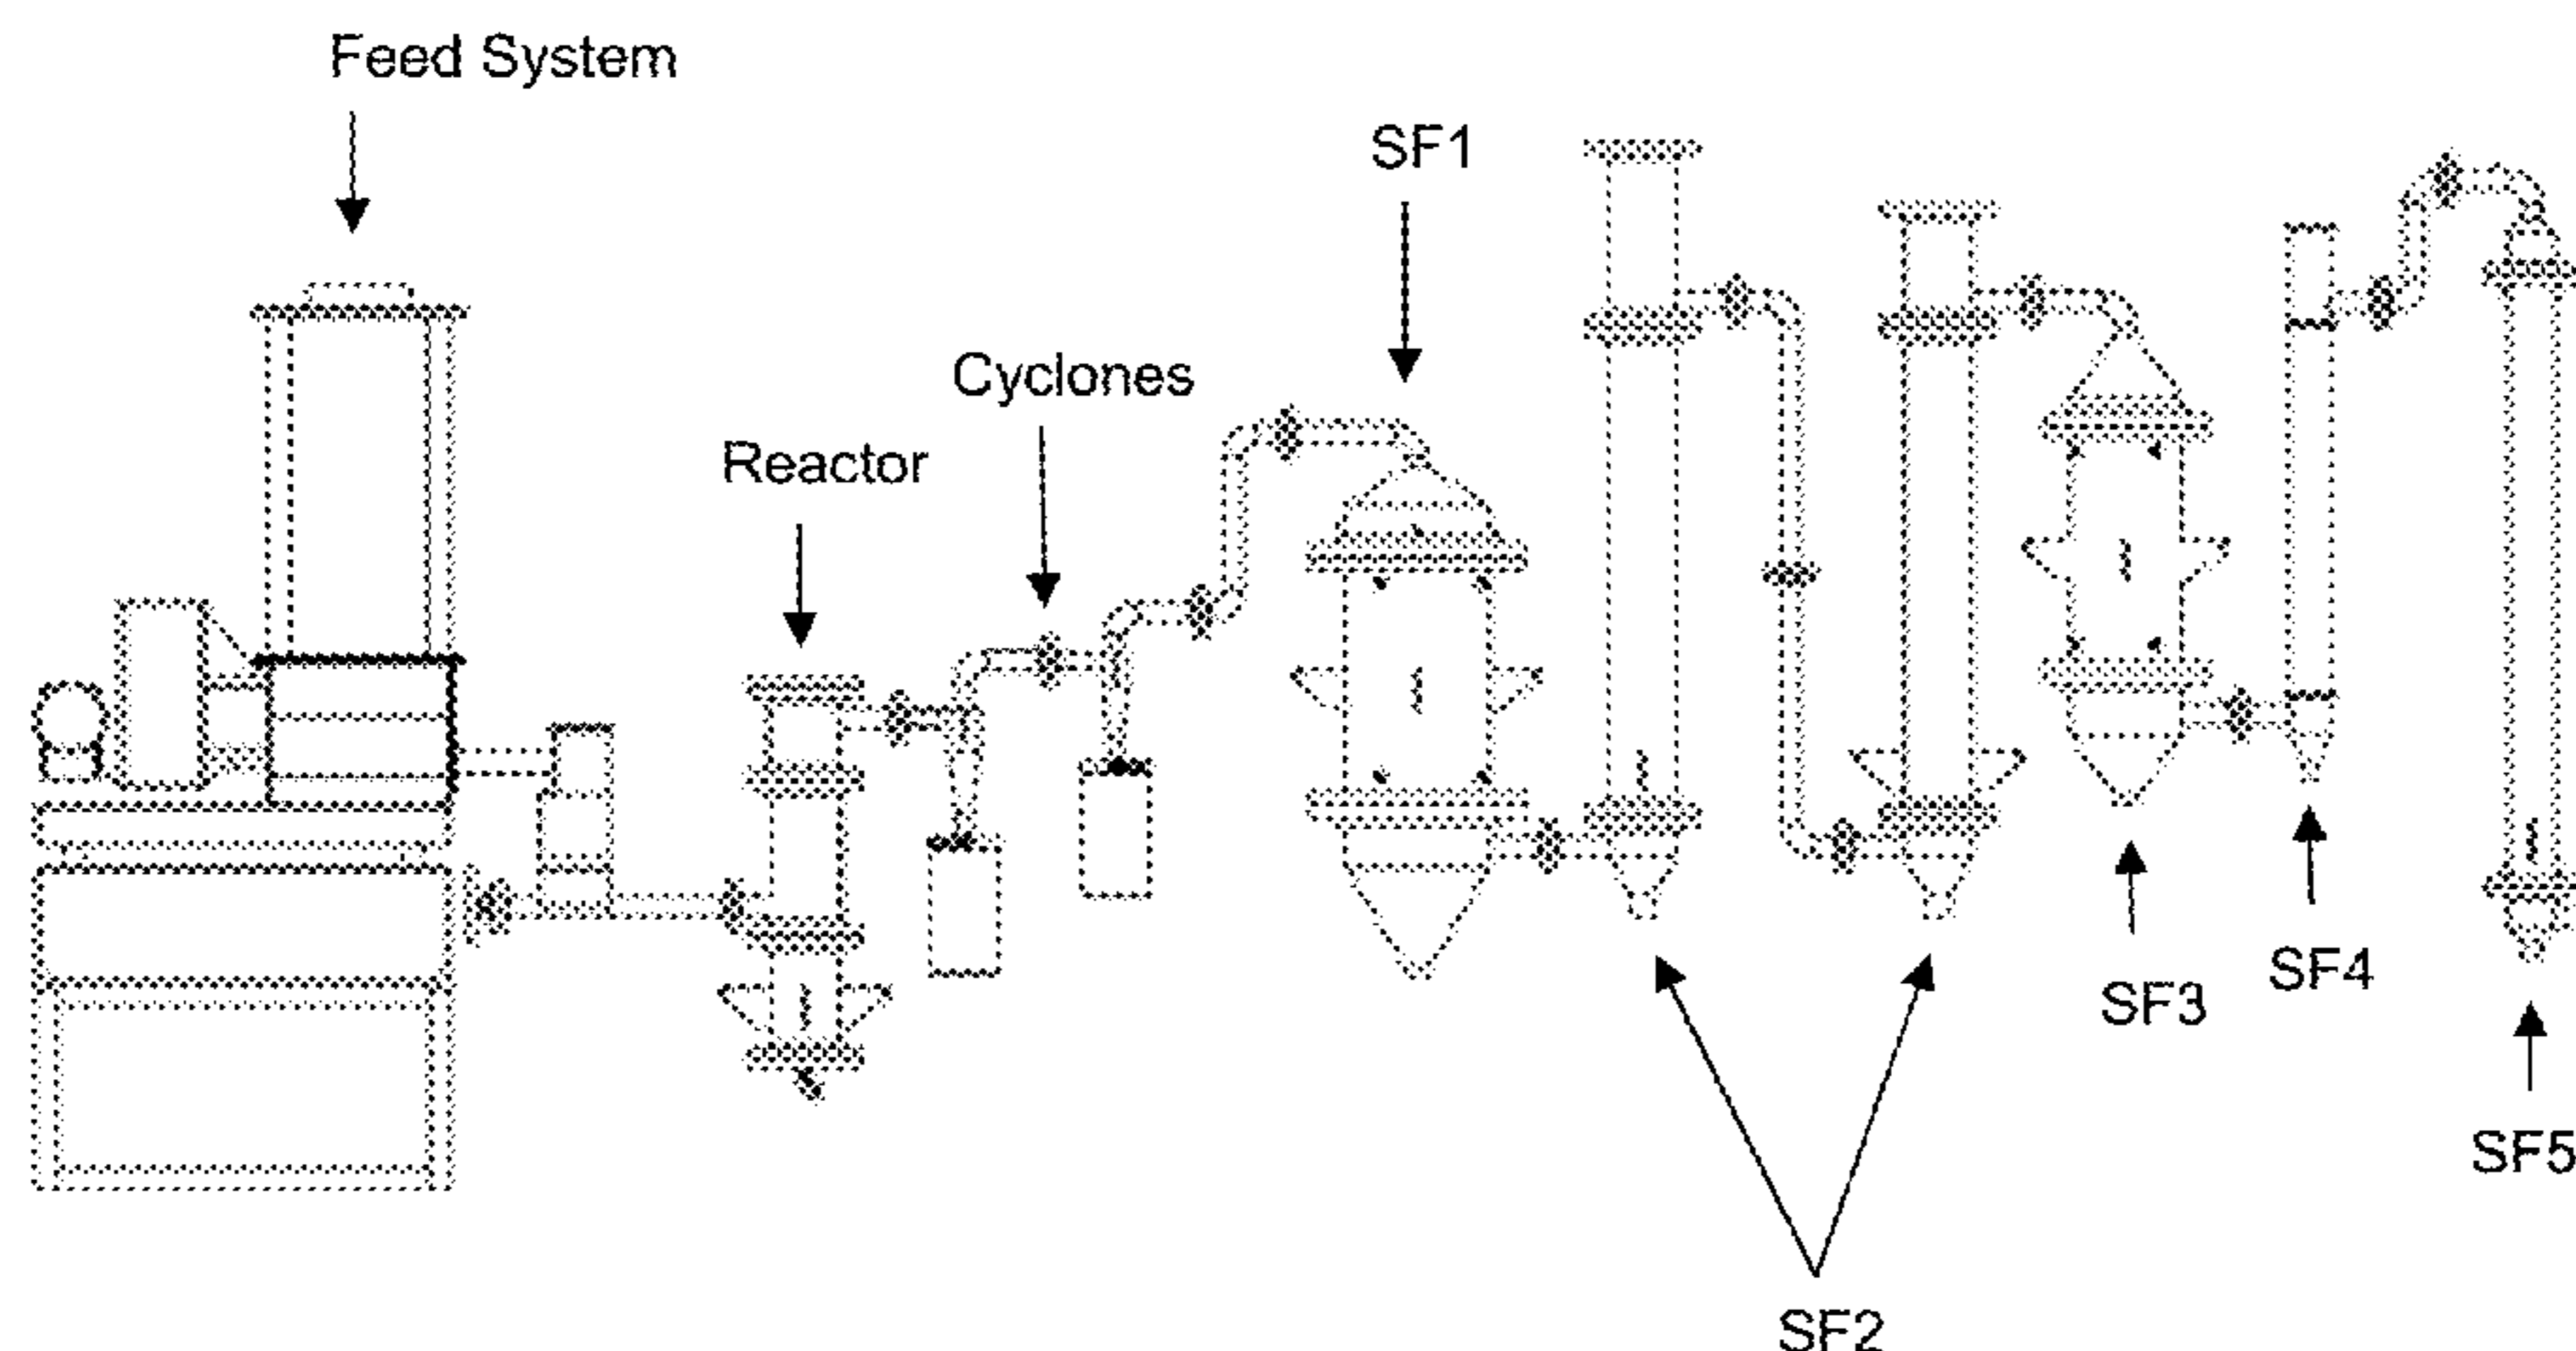 Feed System
SF1
Cyclones
Reactor
SF4
SF3
SF5
SF2